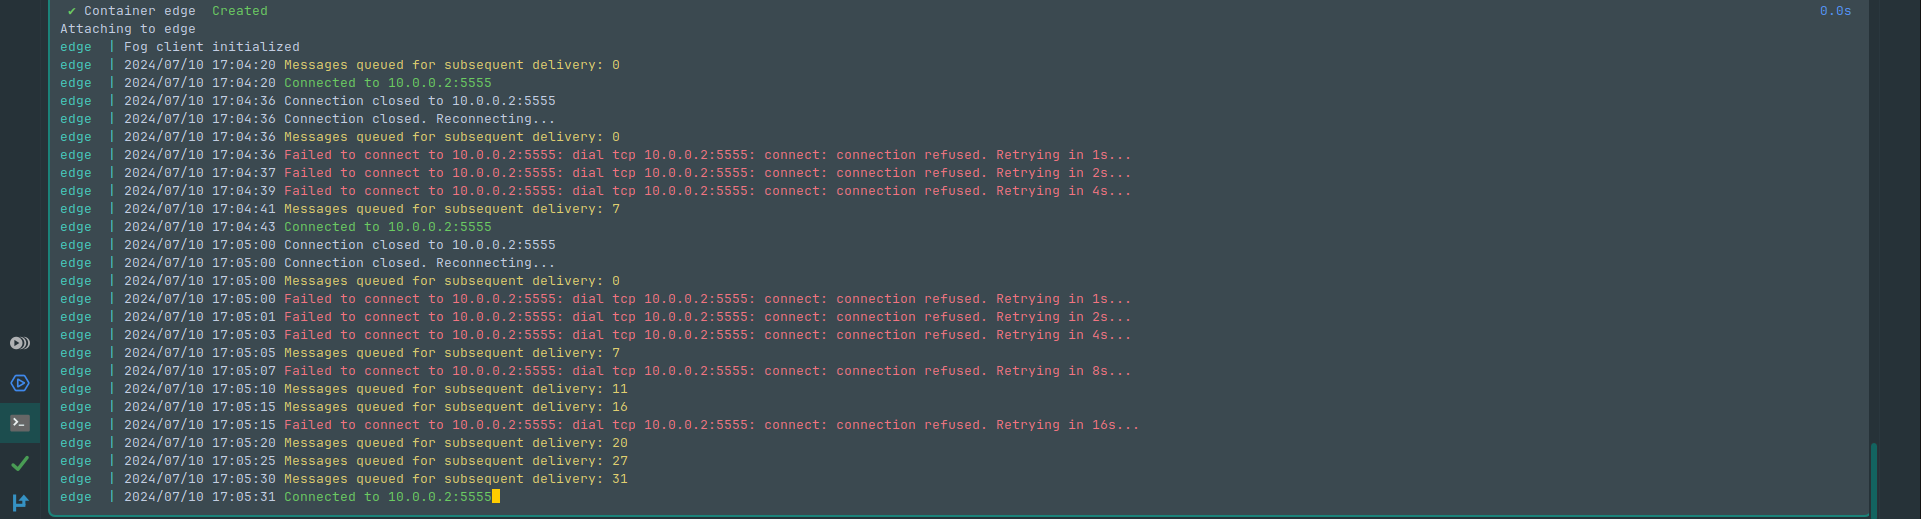 ✔ Container edge  Created 0.0s
Attaching to edge
edge  | Fog client initialized
edge  | 2024/07/10 17:04:20 Messages queued for subsequent delivery: 0
edge  | 2024/07/10 17:04:20 Connected to 10.0.0.2:5555
edge  | 2024/07/10 17:04:36 Connection closed to 10.0.0.2:5555
edge  | 2024/07/10 17:04:36 Connection closed. Reconnecting...
edge  | 2024/07/10 17:04:36 Messages queued for subsequent delivery: 0
edge  | 2024/07/10 17:04:36 Failed to connect to 10.0.0.2:5555: dial tcp 10.0.0.2:5555: connect: connection refused. Retrying in 1s...
edge  | 2024/07/10 17:04:37 Failed to connect to 10.0.0.2:5555: dial tcp 10.0.0.2:5555: connect: connection refused. Retrying in 2s...
edge  | 2024/07/10 17:04:39 Failed to connect to 10.0.0.2:5555: dial tcp 10.0.0.2:5555: connect: connection refused. Retrying in 4s...
edge  | 2024/07/10 17:04:41 Messages queued for subsequent delivery: 7
edge  | 2024/07/10 17:04:43 Connected to 10.0.0.2:5555
edge  | 2024/07/10 17:05:00 Connection closed to 10.0.0.2:5555
edge  | 2024/07/10 17:05:00 Connection closed. Reconnecting...
edge  | 2024/07/10 17:05:00 Messages queued for subsequent delivery: 0
edge  | 2024/07/10 17:05:00 Failed to connect to 10.0.0.2:5555: dial tcp 10.0.0.2:5555: connect: connection refused. Retrying in 1s...
edge  | 2024/07/10 17:05:01 Failed to connect to 10.0.0.2:5555: dial tcp 10.0.0.2:5555: connect: connection refused. Retrying in 2s...
edge  | 2024/07/10 17:05:03 Failed to connect to 10.0.0.2:5555: dial tcp 10.0.0.2:5555: connect: connection refused. Retrying in 4s...
edge  | 2024/07/10 17:05:05 Messages queued for subsequent delivery: 7
edge  | 2024/07/10 17:05:07 Failed to connect to 10.0.0.2:5555: dial tcp 10.0.0.2:5555: connect: connection refused. Retrying in 8s...
edge  | 2024/07/10 17:05:10 Messages queued for subsequent delivery: 11
edge  | 2024/07/10 17:05:15 Messages queued for subsequent delivery: 16
edge  | 2024/07/10 17:05:15 Failed to connect to 10.0.0.2:5555: dial tcp 10.0.0.2:5555: connect: connection refused. Retrying in 16s...
edge  | 2024/07/10 17:05:20 Messages queued for subsequent delivery: 20
edge  | 2024/07/10 17:05:25 Messages queued for subsequent delivery: 27
edge  | 2024/07/10 17:05:30 Messages queued for subsequent delivery: 31
edge  | 2024/07/10 17:05:31 Connected to 10.0.0.2:5555